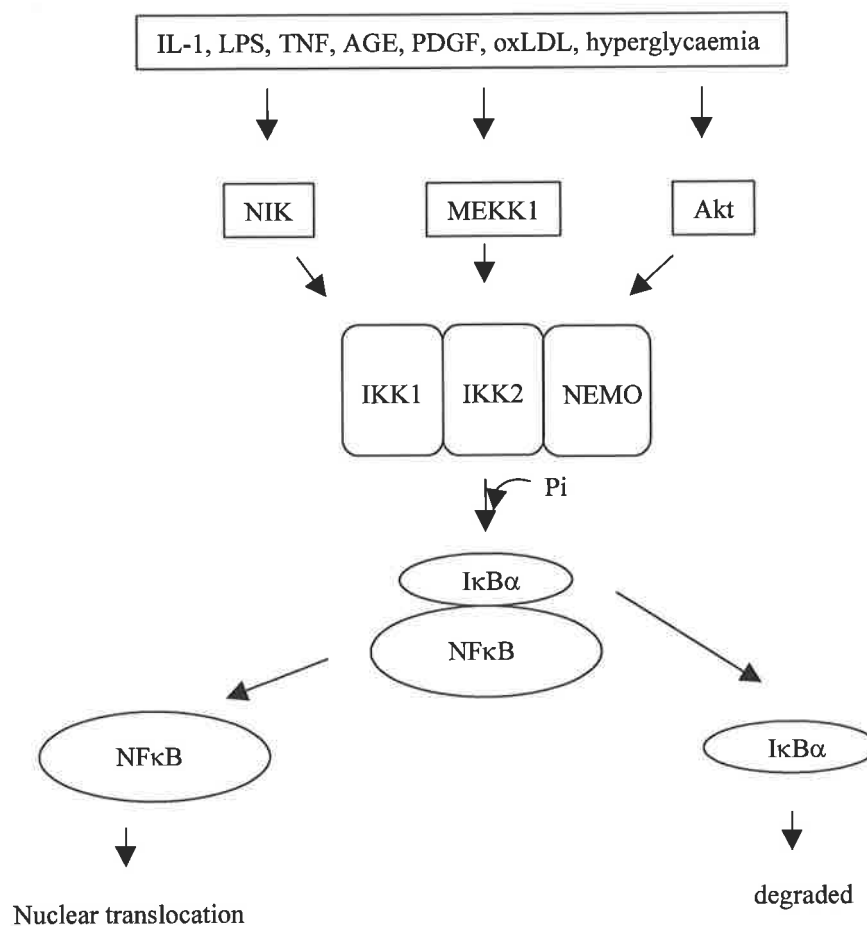 IL-1, LPS, TNF, AGE, PDGF, oxLDL, hyperglycaemia
NIK
MEKK1
Akt
IKK1
IKK2
NEMO
Pi
IκBα
NFκB
NFκB
IκBα
degraded
Nuclear translocation